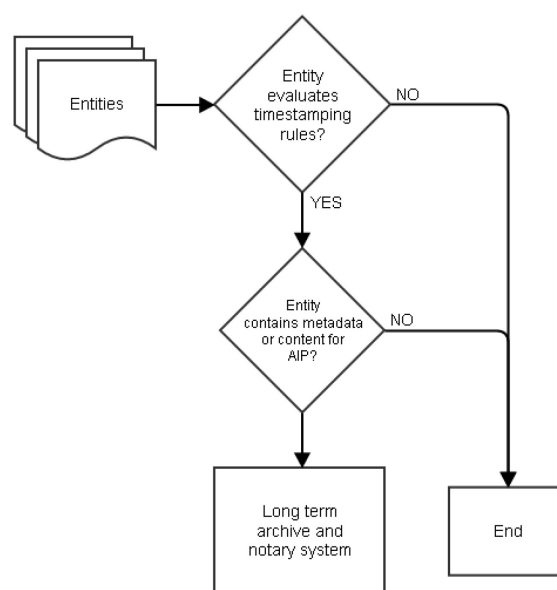 Entities
Entity
evaluates
timestamping
rules?
NO
YES
Entity
contains metadata
or content for
AIP?
NO
Long term
archive and
notary system
End